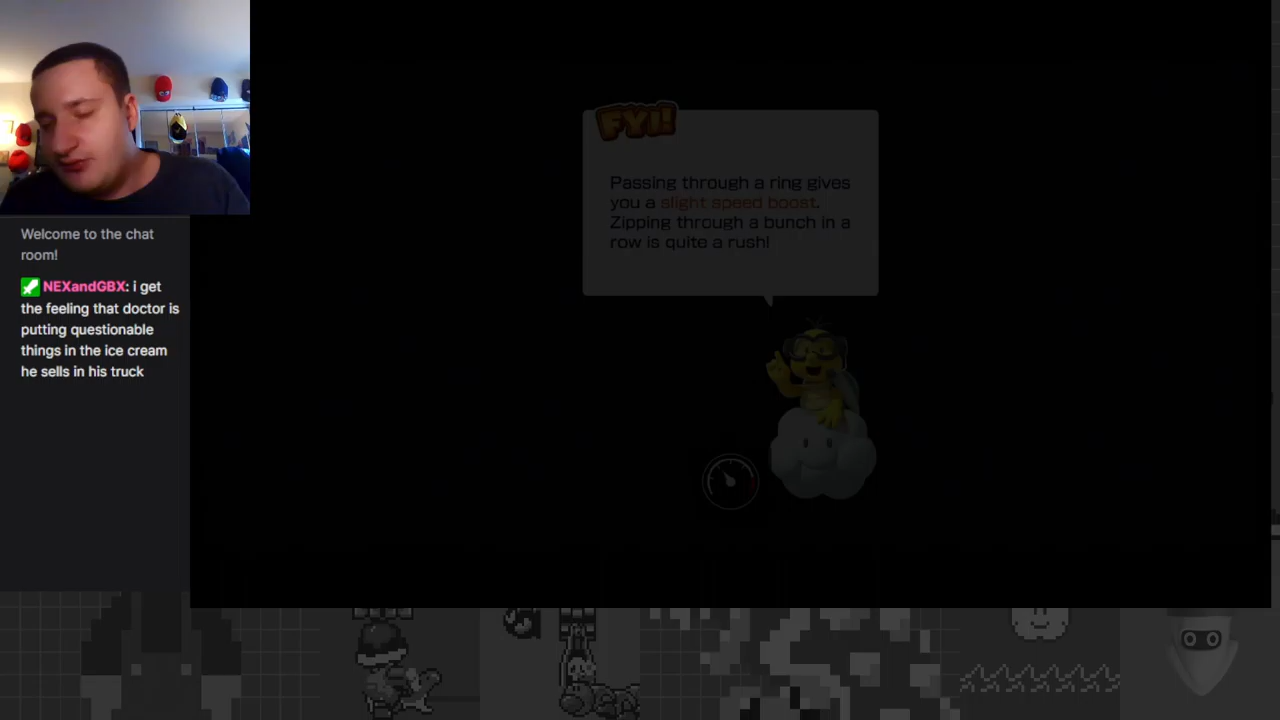 Welcome to the chat
room!
NEXandGBX: i get
the feeling that doctor is
putting questionable
things in the ice cream
he sells in his truck
FYI!
Passing through a ring gives
you a slight speed boost.
Zipping through a bunch in a
row is quite a rush!